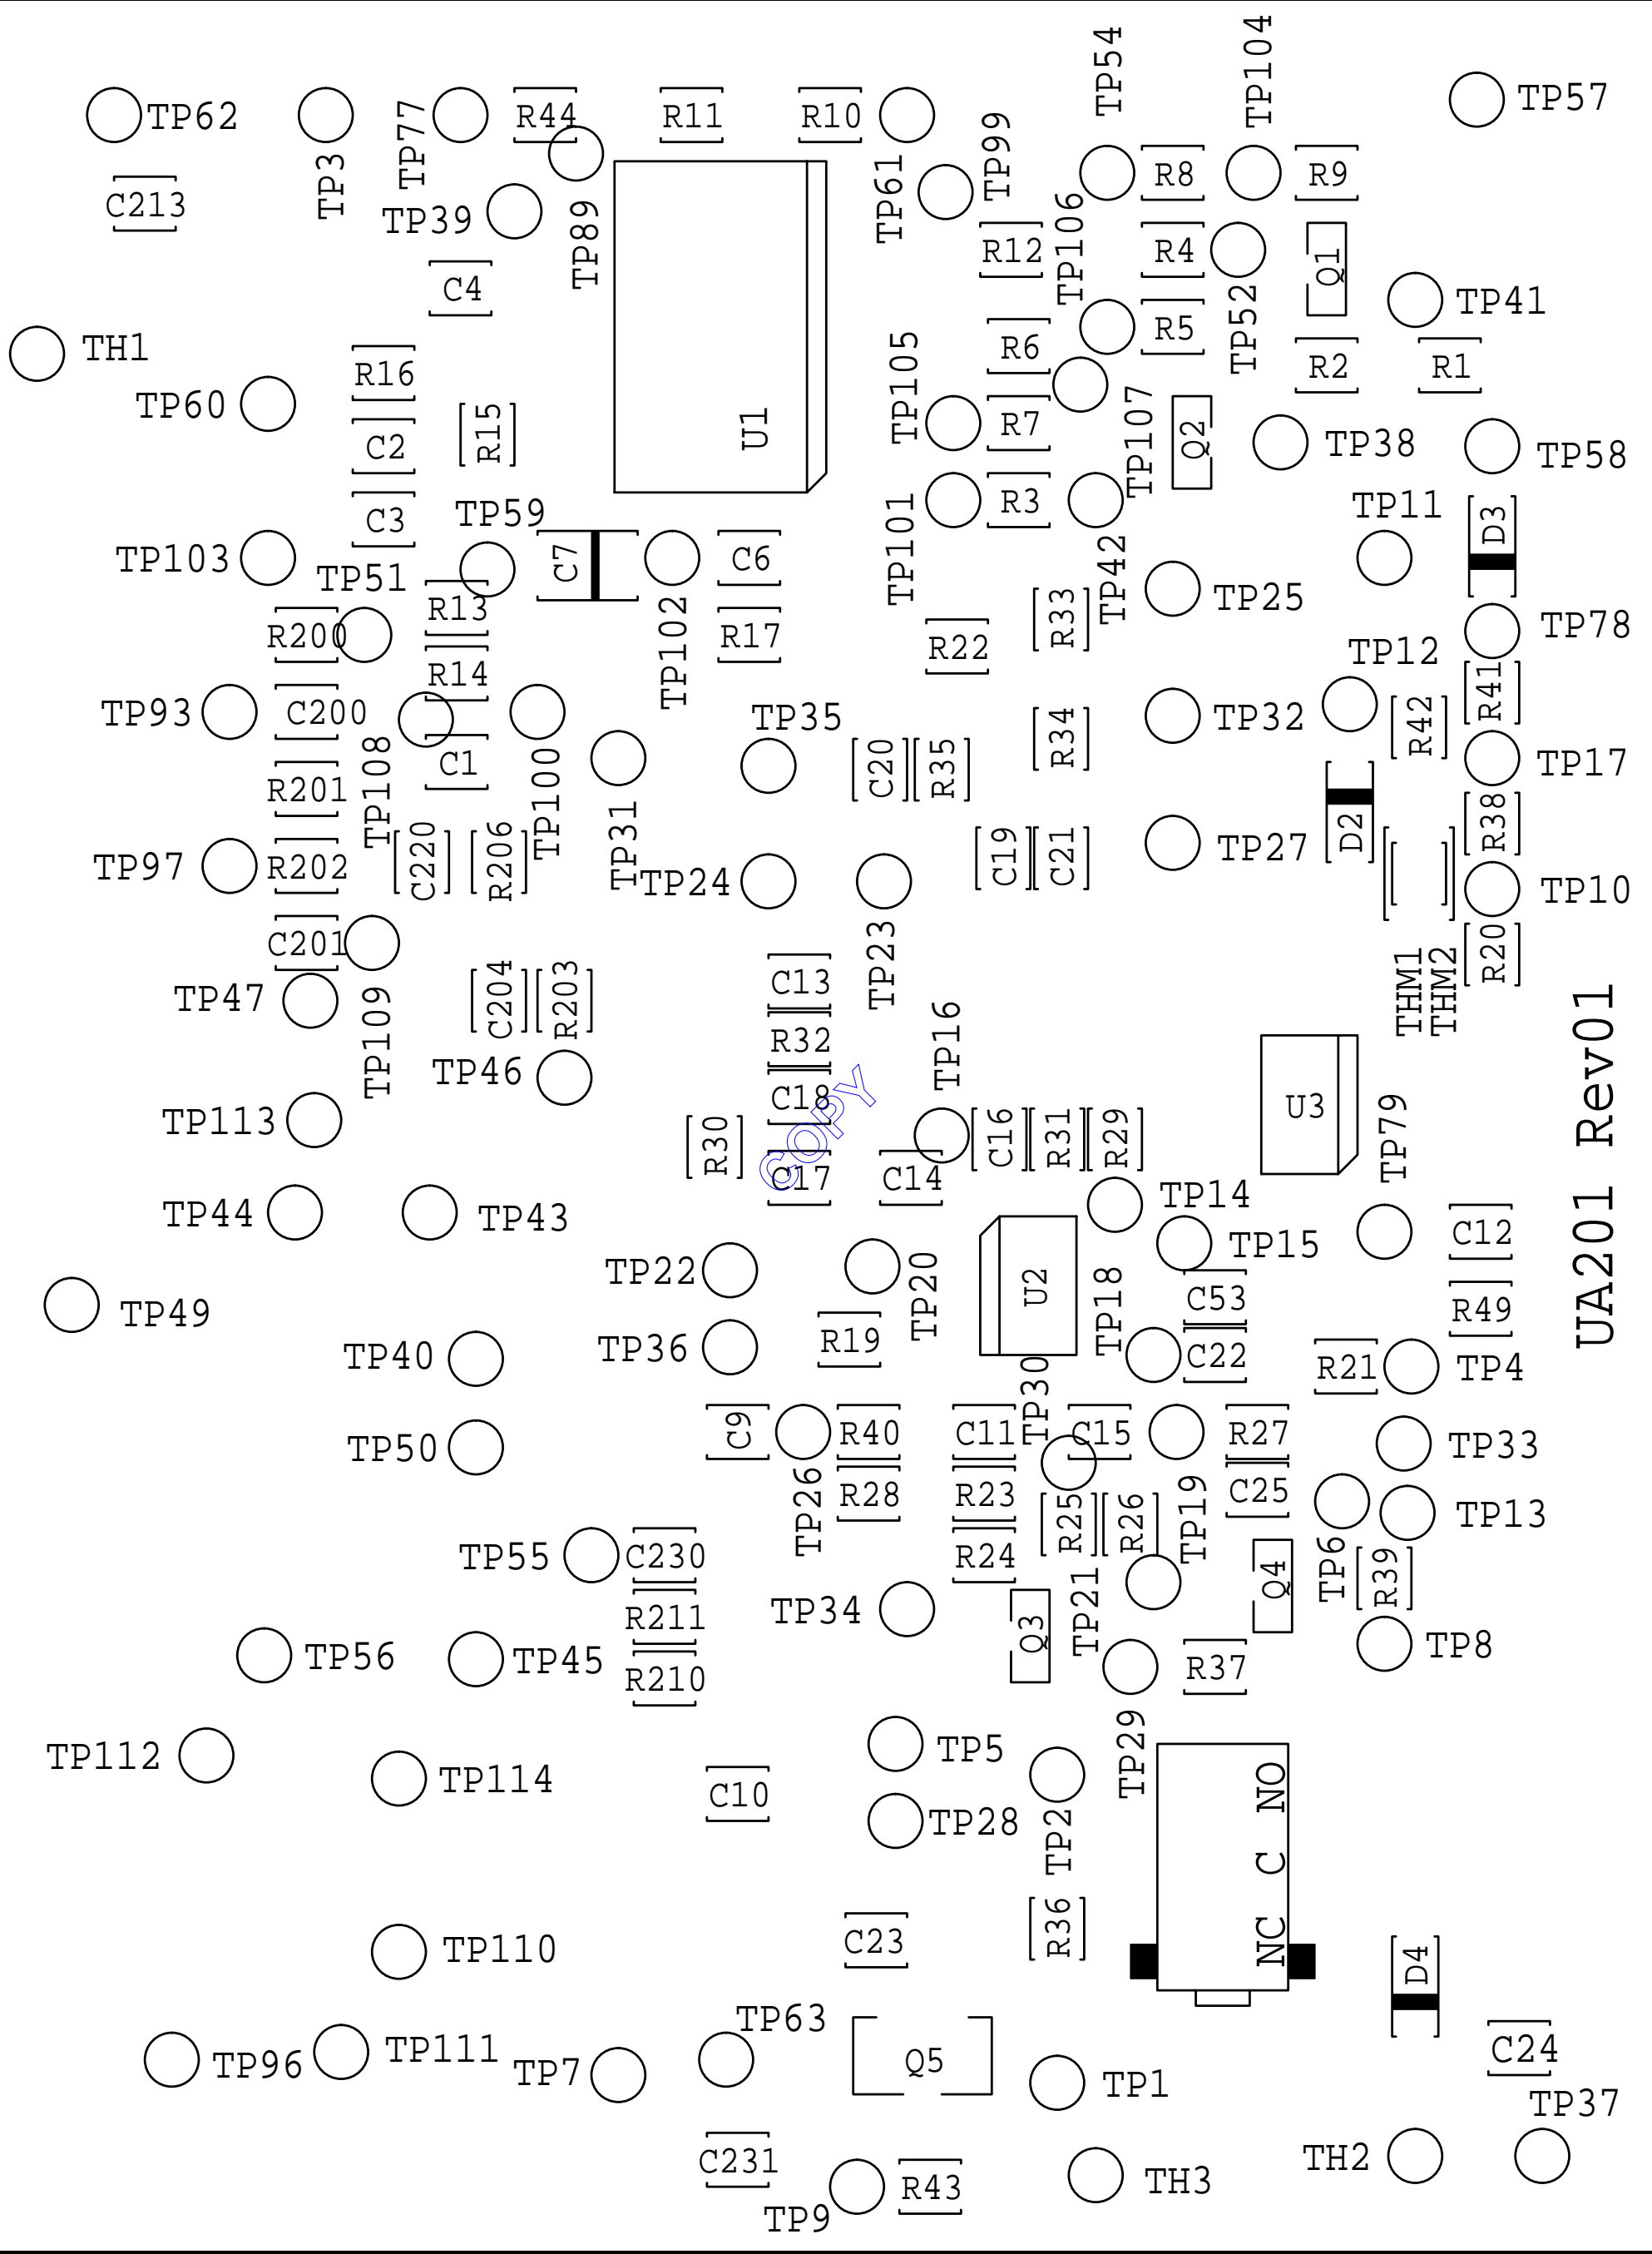 TP54
TP104
TP57
TP62
TP3
TP77
R44
R11
R10
TP61
TP99
R8
R9
C213
TP39
TP89
TP106
R12
R4
TP52
Q1
C4
TP41
TH1
R6
R5
R2
R1
R16
TP105
TP60
R15
U1
R7
TP107
Q2
TP38
TP58
C2
TP59
C3
TP101
R3
TP42
TP11
D3
TP103
TP51
C7
C6
TP25
R13
R200
TP102
R17
R22
R33
TP12
TP78
R14
TP93
C200
TP35
R34
TP32
R42
R41
TP108
C1
TP100
TP31
C20
R35
TP17
R201
D2
R38
TP97
R202
C220
R206
TP24
TP23
C19
C21
TP27
TP10
C201
TP47
TP109
C204
R203
C13
R32
TP16
THM1
THM2
R20
UA201 Rev01
TP46
C18
COPY
U3
TP79
TP113
R30
C16
R31
R29
C17
C14
TP14
TP44
TP43
TP15
C12
TP22
TP20
U2
TP18
C53
TP49
R49
TP40
TP36
R19
C22
R21
TP4
TP30
TP50
C9
TP26
R40
C11
C15
R27
TP33
R28
R23
R25
R26
TP19
C25
TP13
TP55
C230
R24
Q4
TP6
R39
R211
TP34
Q3
TP21
TP56
TP45
R210
R37
TP8
TP112
TP114
TP5
TP29
C10
TP28
TP2
NC C NO
TP110
C23
R36
D4
TP96
TP111
TP63
TP7
Q5
TP1
C24
TP37
C231
TP9
R43
TH3
TH2